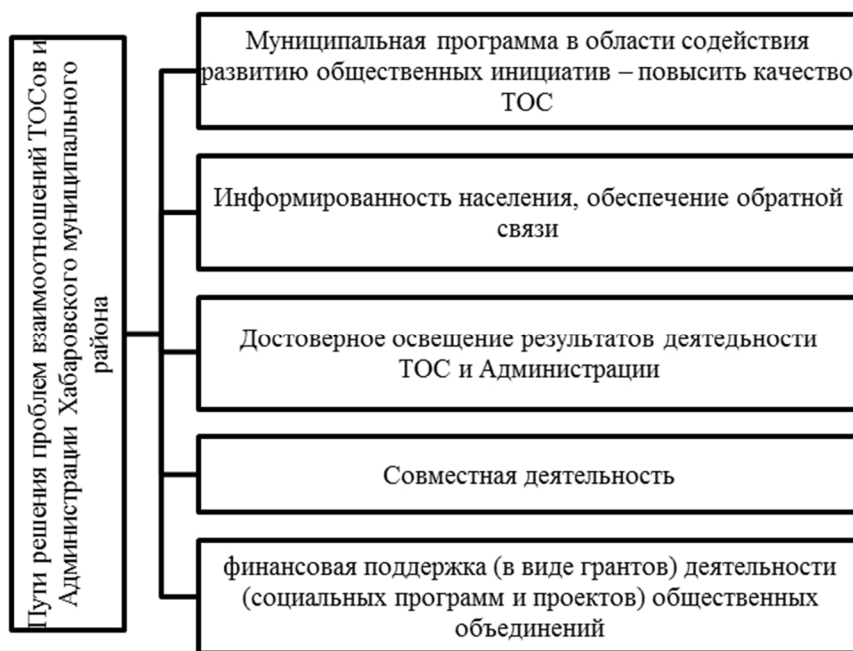 Пути решения проблем взаимоотношений ТОСов и
Администрации Хабаровского муниципального
района
Муниципальная программа в области содействия
развитию общественных инициатив – повысить качество
ТОС
Информированность населения, обеспечение обратной
связи
Достоверное освещение результатов деятедьности
ТОС и Администрации
Совместная деятельность
финансовая поддержка (в виде грантов) деятельности
(социальных программ и проектов) общественных
объединений